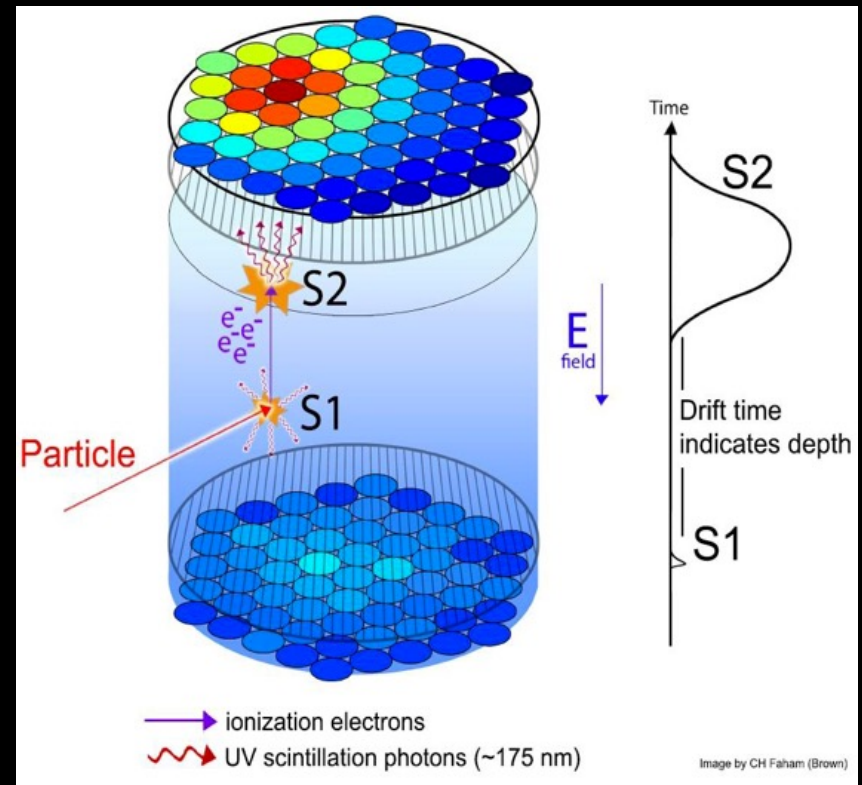 Time
S2
S2
e-
e-
e-
e-
e-
E
field
S1
Drift time
indicates depth
Particle
S1
ionization electrons
UV scintillation photons (~175 nm)
Image by CH Faham (Brown)